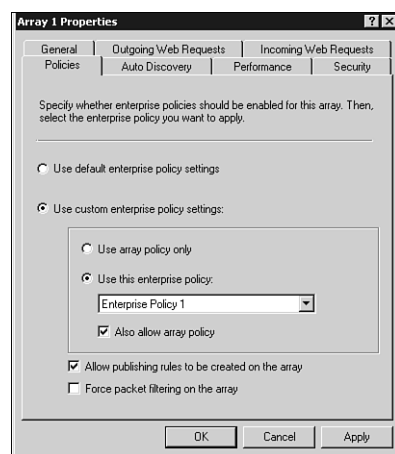 Array 1 Properties
General Outgoing Web Requests Incoming Web Requests
Policies Auto Discovery Performance Security
Specify whether enterprise policies should be enabled for this array. Then,
select the enterprise policy you want to apply.
Use default enterprise policy settings
Use custom enterprise policy settings:
Use array policy only
Use this enterprise policy:
Enterprise Policy 1
Also allow array policy
Allow publishing rules to be created on the array
Force packet filtering on the array
OK Cancel Apply